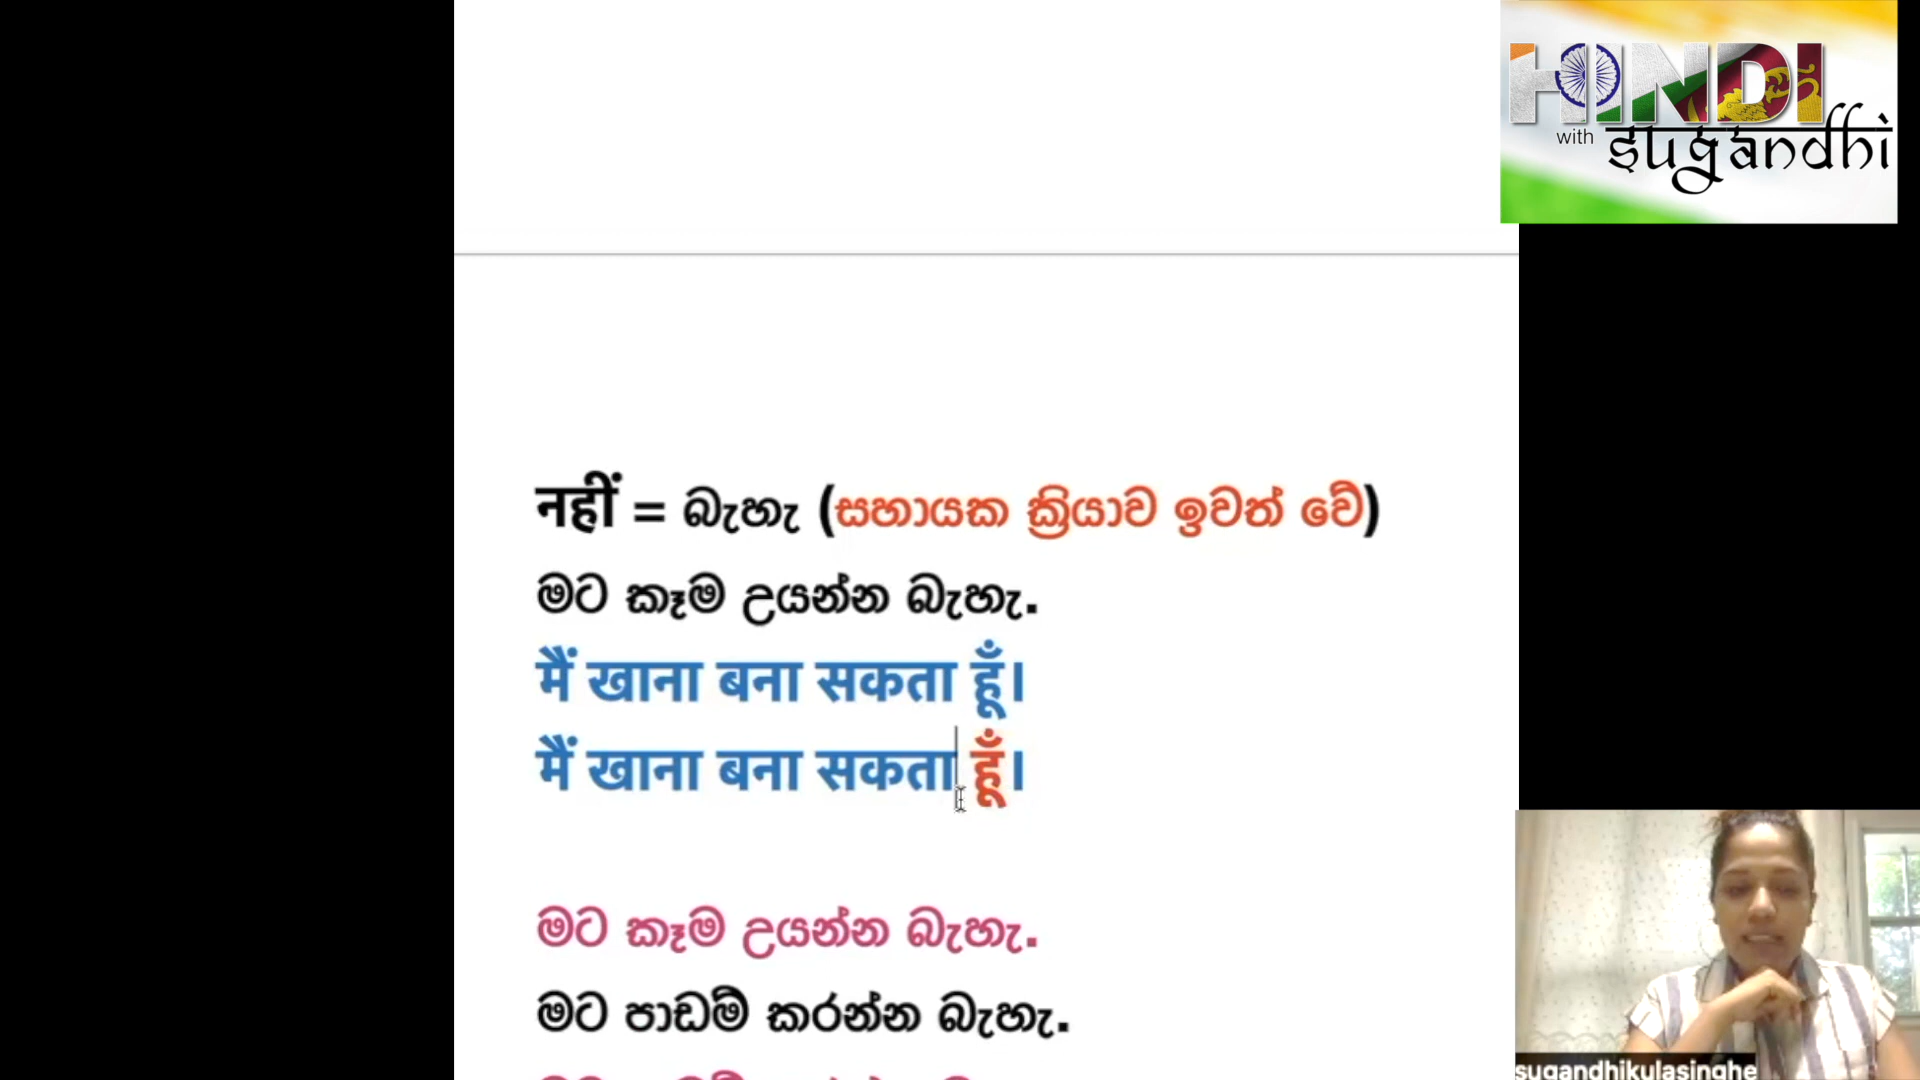 HINDI
with sugandhi
नहीं = බැහැ (සහායක ක්‍රියාව ඉවත් වේ)
මට කෑම උයන්න බැහැ.
मैं खाना बना सकता हूँ।
मैं खाना बना सकता हूँ।
මට කෑම උයන්න බැහැ.
මට පාඩම් කරන්න බැහැ.
sugandhikulasinghe